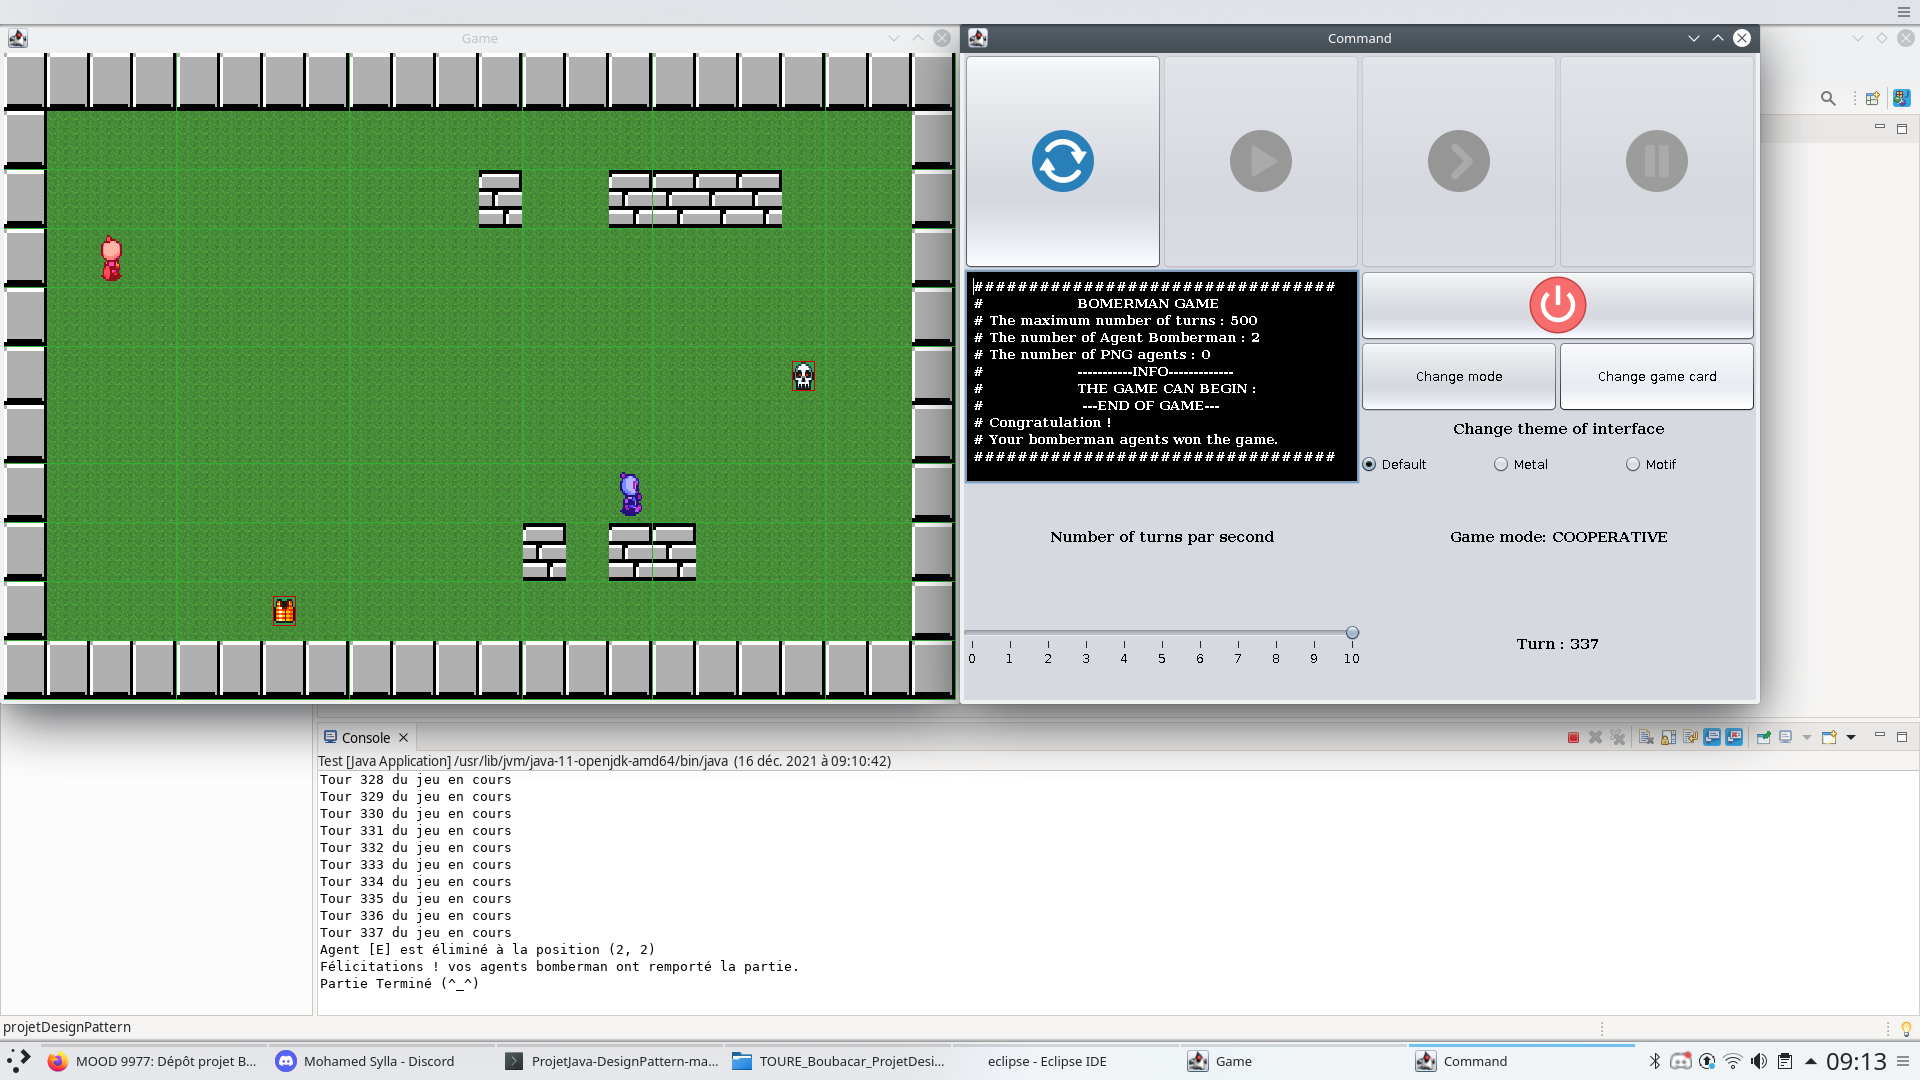 Game
Command
################################
# BOMERMAN GAME
# The maximum number of turns : 500
# The number of Agent Bomberman : 2
# The number of PNG agents : 0
# -----------INFO-------------
# THE GAME CAN BEGIN :
# ---END OF GAME---
# Congratulation !
# Your bomberman agents won the game.
################################
Change mode
Change game card
Change theme of interface
Default
Metal
Motif
Number of turns par second
Game mode: COOPERATIVE
0 1 2 3 4 5 6 7 8 9 10
Turn : 337
Console
Test [Java Application] /usr/lib/jvm/java-11-openjdk-amd64/bin/java (16 déc. 2021 à 09:10:42)
Tour 328 du jeu en cours
Tour 329 du jeu en cours
Tour 330 du jeu en cours
Tour 331 du jeu en cours
Tour 332 du jeu en cours
Tour 333 du jeu en cours
Tour 334 du jeu en cours
Tour 335 du jeu en cours
Tour 336 du jeu en cours
Tour 337 du jeu en cours
Agent [E] est éliminé à la position (2, 2)
Félicitations ! vos agents bomberman ont remporté la partie.
Partie Terminé (^_^)
projetDesignPattern
MOOD 9977: Dépôt projet B...
Mohamed Sylla - Discord
ProjetJava-DesignPattern-ma...
TOURE_Boubacar_ProjetDesi...
eclipse - Eclipse IDE
Game
Command
09:13